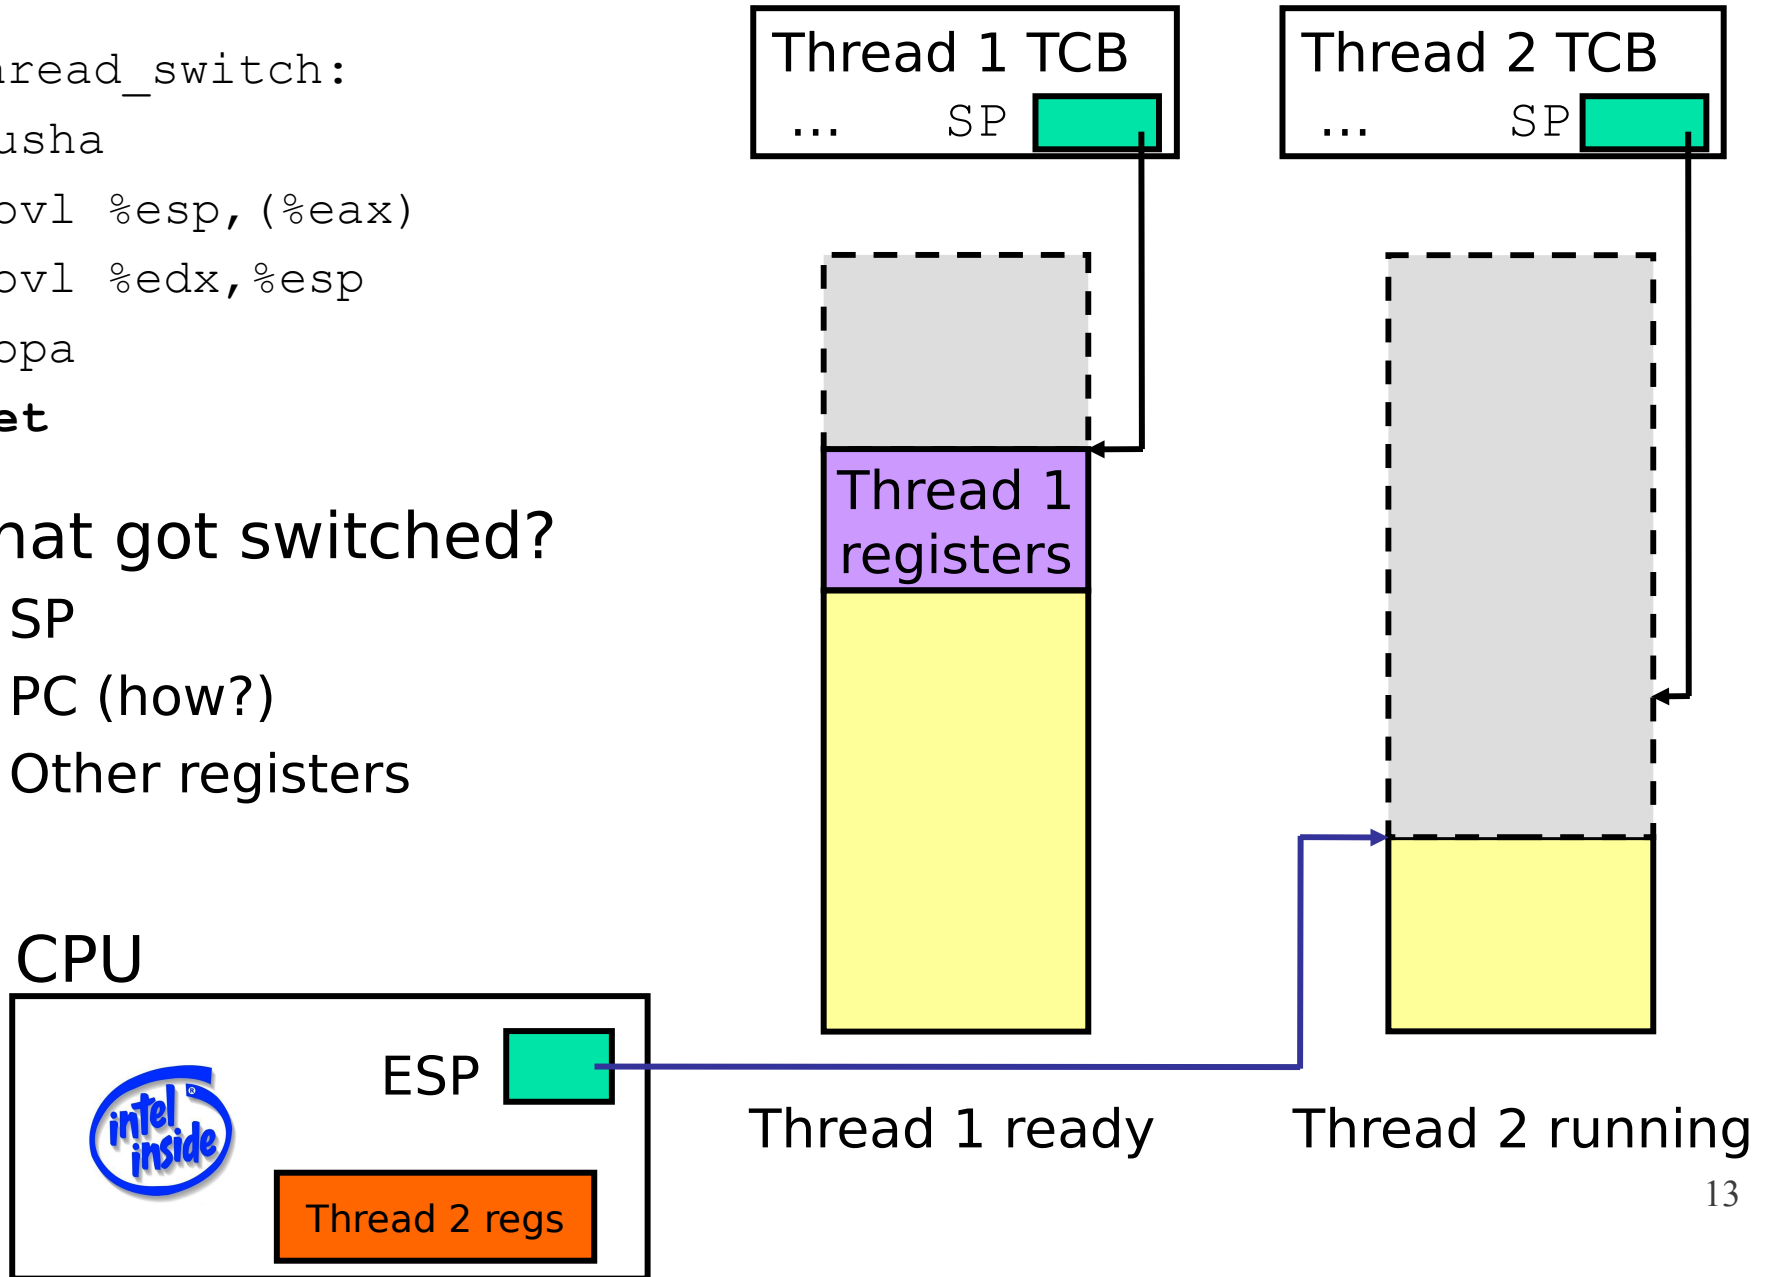 read_switch:
usha
ovl %esp,(%eax)
ovl %edx,%esp
opa
et
hat got switched?
SP
PC (how?)
Other registers
CPU
ESP
intel
inside
®
Thread 2 regs
Thread 1 TCB
... SP
Thread 1
registers
Thread 1 ready
Thread 2 TCB
... SP
Thread 2 running
13